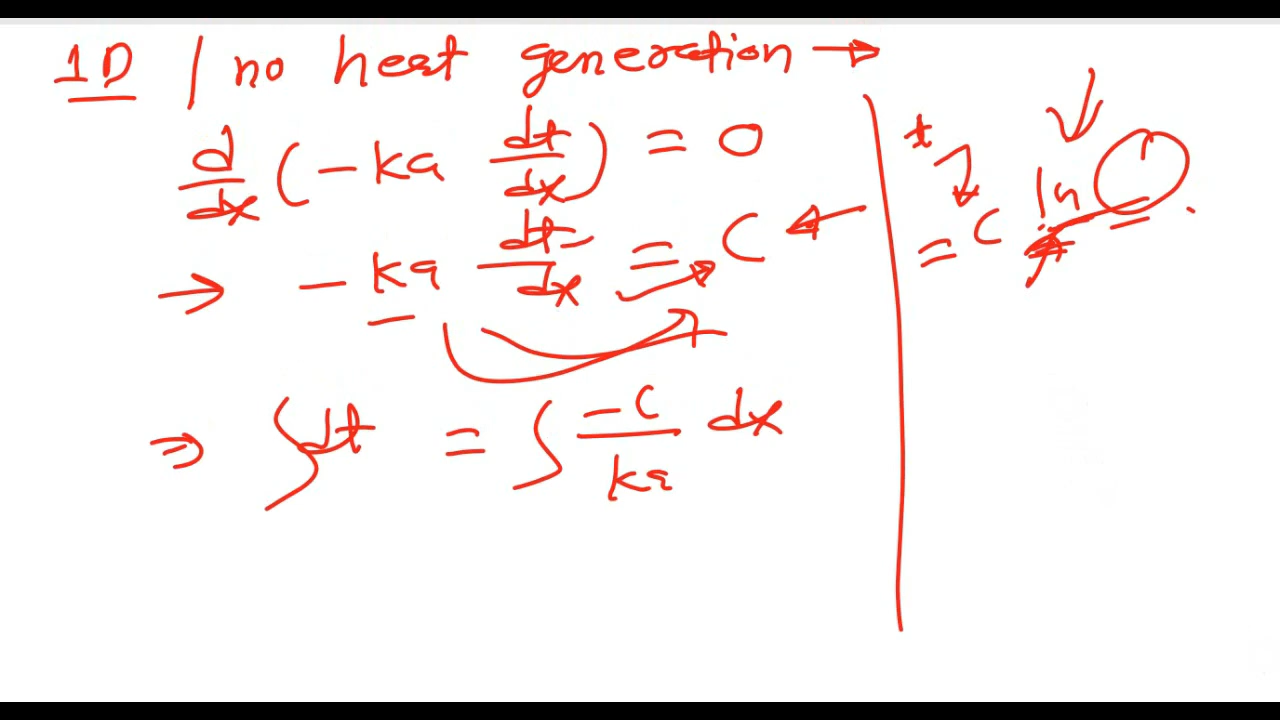 1D / no heat generation →
d/dx (-ka dt/dx) = 0
→ -ka dt/dx = C
⇒ ∫dt = ∫ -C/ka dx
t
= C ln